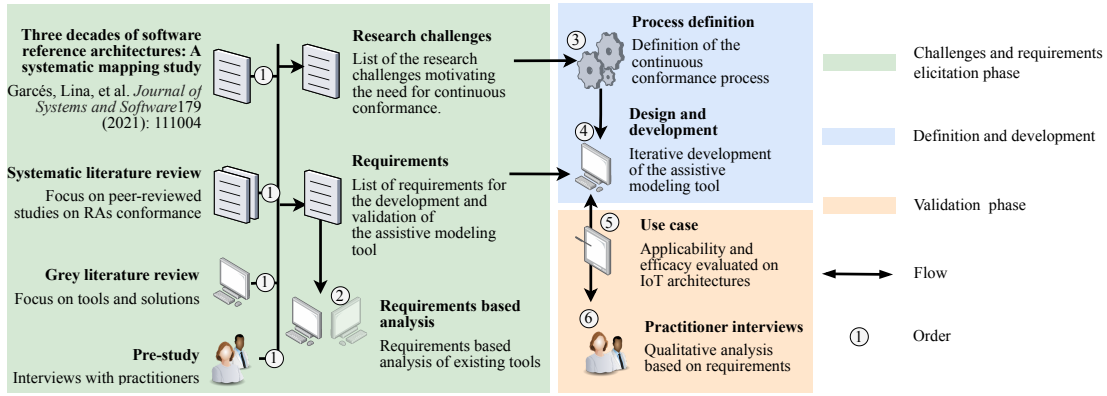 Three decades of software
reference architectures: A
systematic mapping study
Garcés, Lina, et al. Journal of
Systems and Software179
(2021): 111004
1
Systematic literature review
Focus on peer-reviewed
studies on RAs conformance
1
Grey literature review
Focus on tools and solutions
1
Pre-study
Interviews with practitioners
1
Research challenges
List of the research
challenges motivating
the need for continuous
conformance.
Requirements
List of requirements for
the development and
validation of
the assistive modeling
tool
2
Requirements based
analysis
Requirements based
analysis of existing tools
3
Process definition
Definition of the
continuous
conformance process
4
Design and
development
Iterative development
of the assistive
modeling tool
5
Use case
Applicability and
efficacy evaluated on
IoT architectures
6
Practitioner interviews
Qualitative analysis
based on requirements
Challenges and requirements
elicitation phase
Definition and development
Validation phase
Flow
1
Order